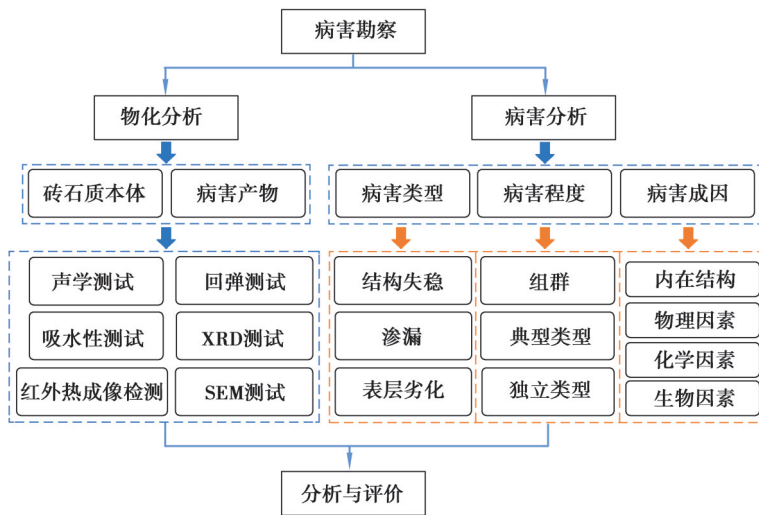 病害勘察
物化分析
病害分析
砖石质本体
病害产物
病害类型
病害程度
病害成因
声学测试
回弹测试
吸水性测试
XRD测试
红外热成像检测
SEM测试
结构失稳
渗漏
表层劣化
组群
典型类型
独立类型
内在结构
物理因素
化学因素
生物因素
分析与评价